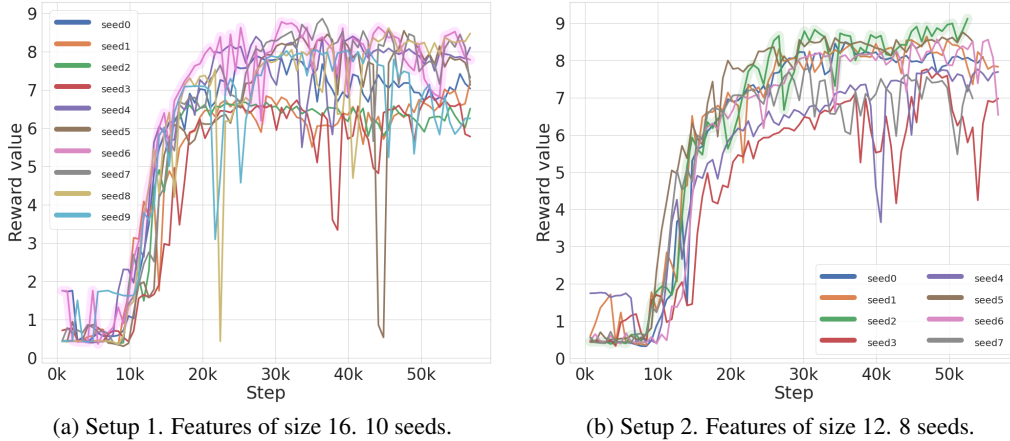 9
8
7
6
5
4
3
2
1
0
Reward value
seed0
seed1
seed2
seed3
seed4
seed5
seed6
seed7
seed8
seed9
0k
10k
20k
30k
40k
50k
Step
(a) Setup 1. Features of size 16. 10 seeds.
9
8
7
6
5
4
3
2
1
0
Reward value
seed0
seed4
seed1
seed5
seed2
seed6
seed3
seed7
0k
10k
20k
30k
40k
50k
Step
(b) Setup 2. Features of size 12. 8 seeds.